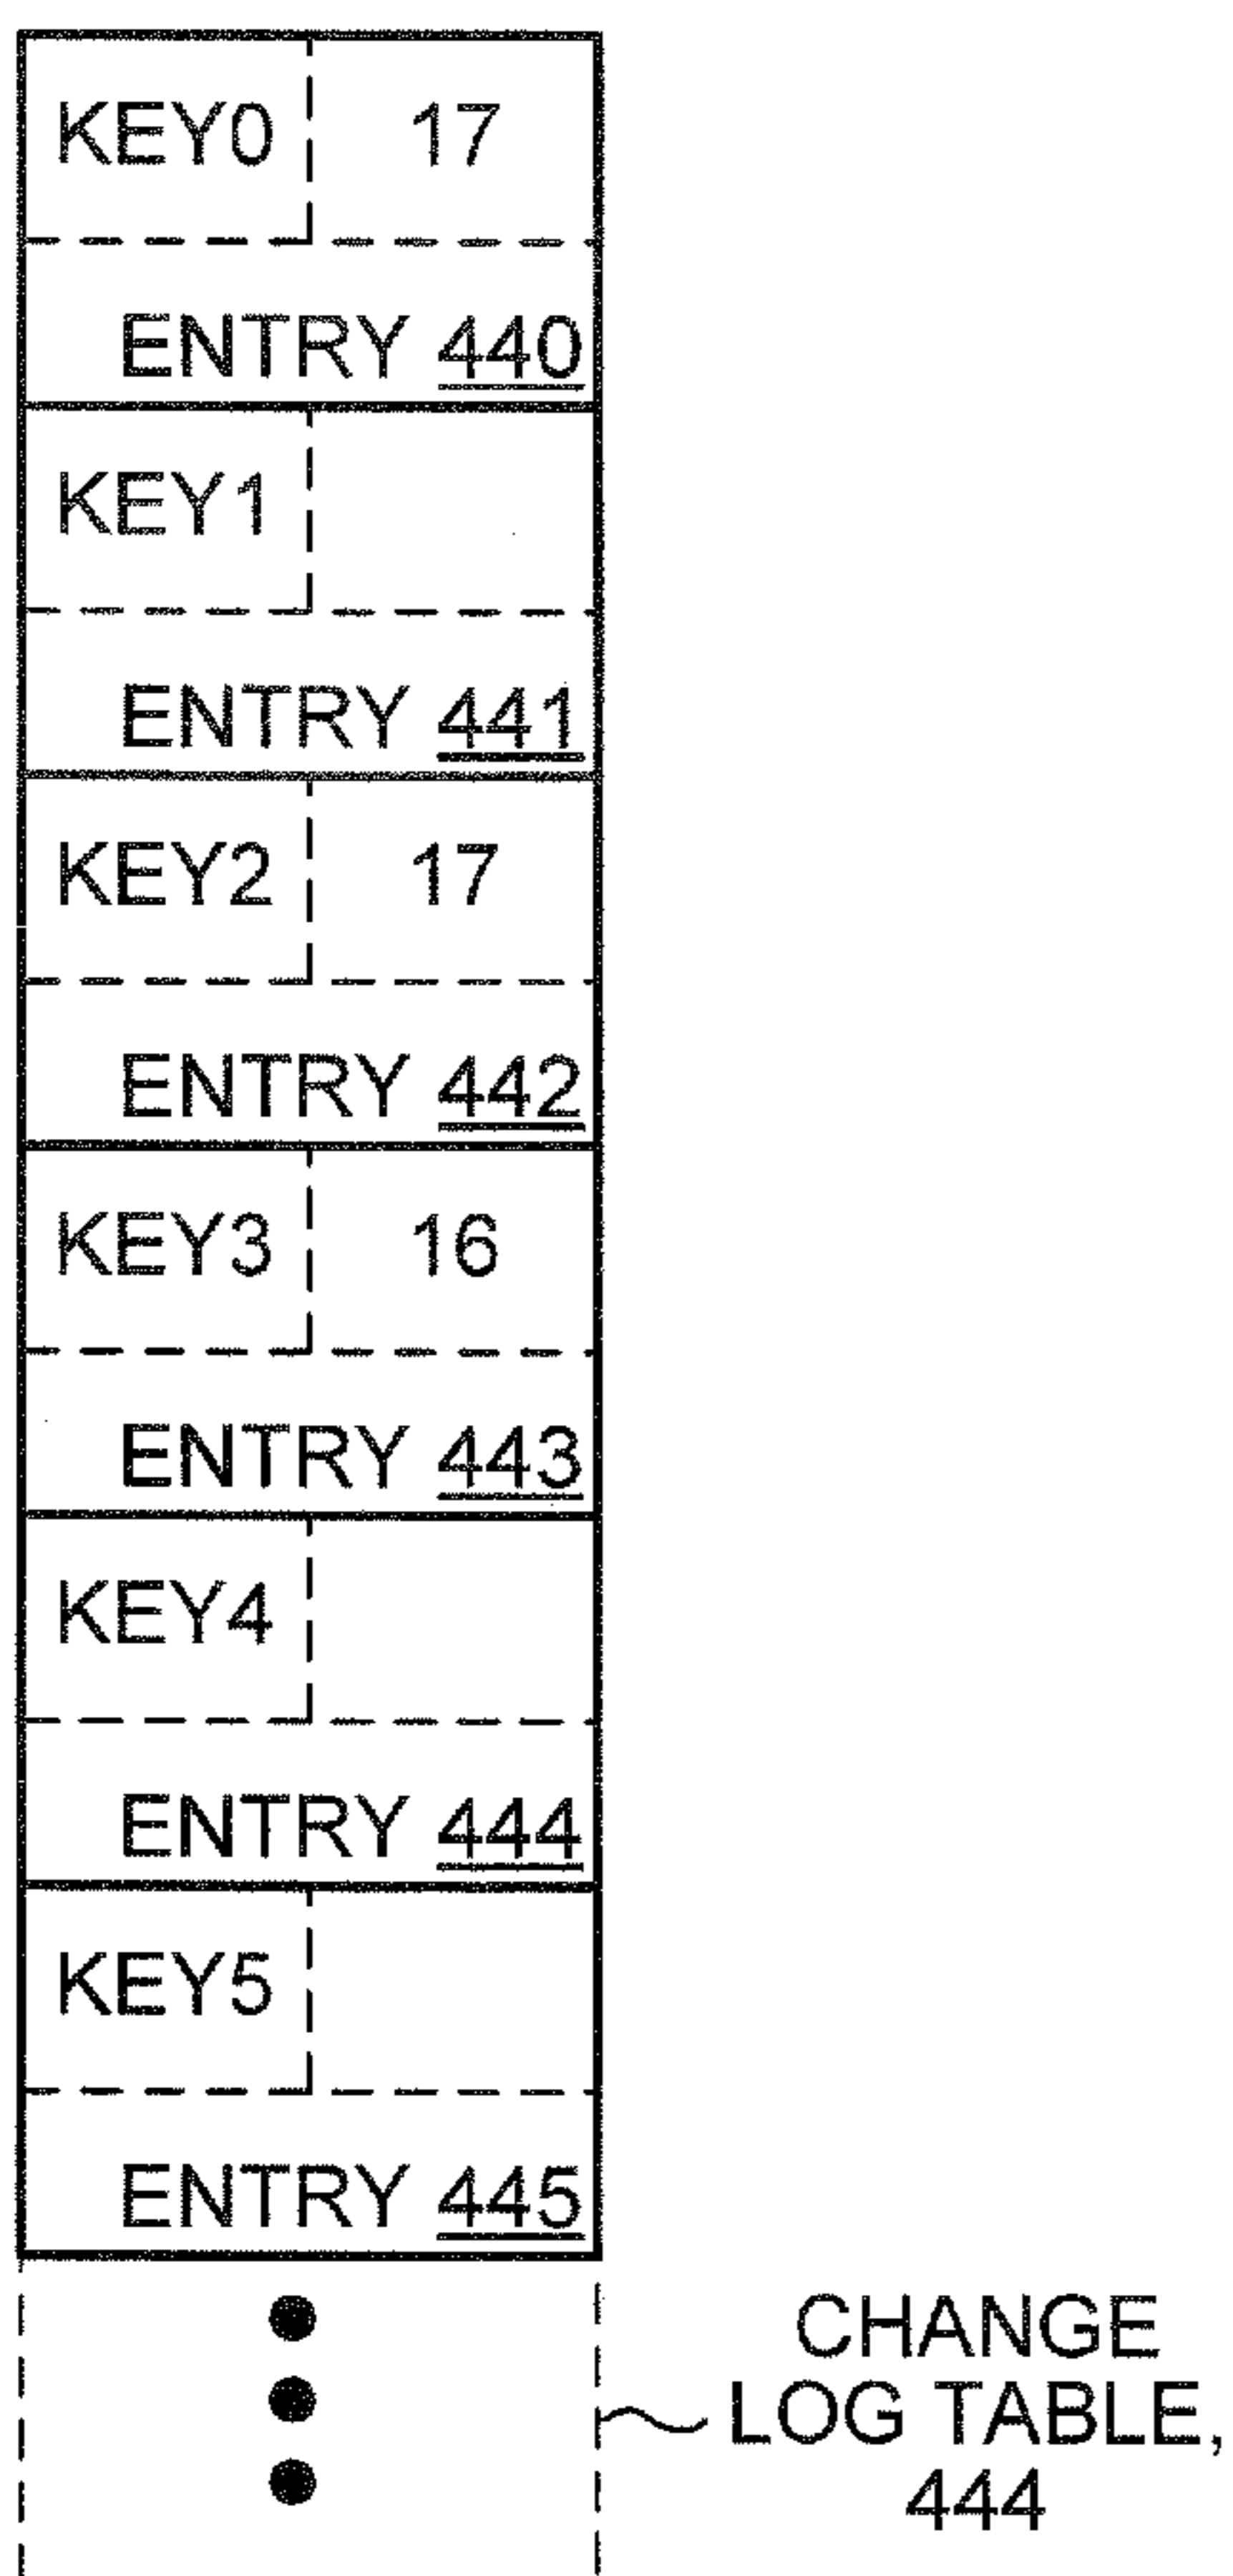 KEY0 17
ENTRY 440
KEY1
ENTRY 441
KEY2 17
ENTRY 442
KEY3 16
ENTRY 443
KEY4
ENTRY 444
KEY5
ENTRY 445
CHANGE
LOG TABLE,
444